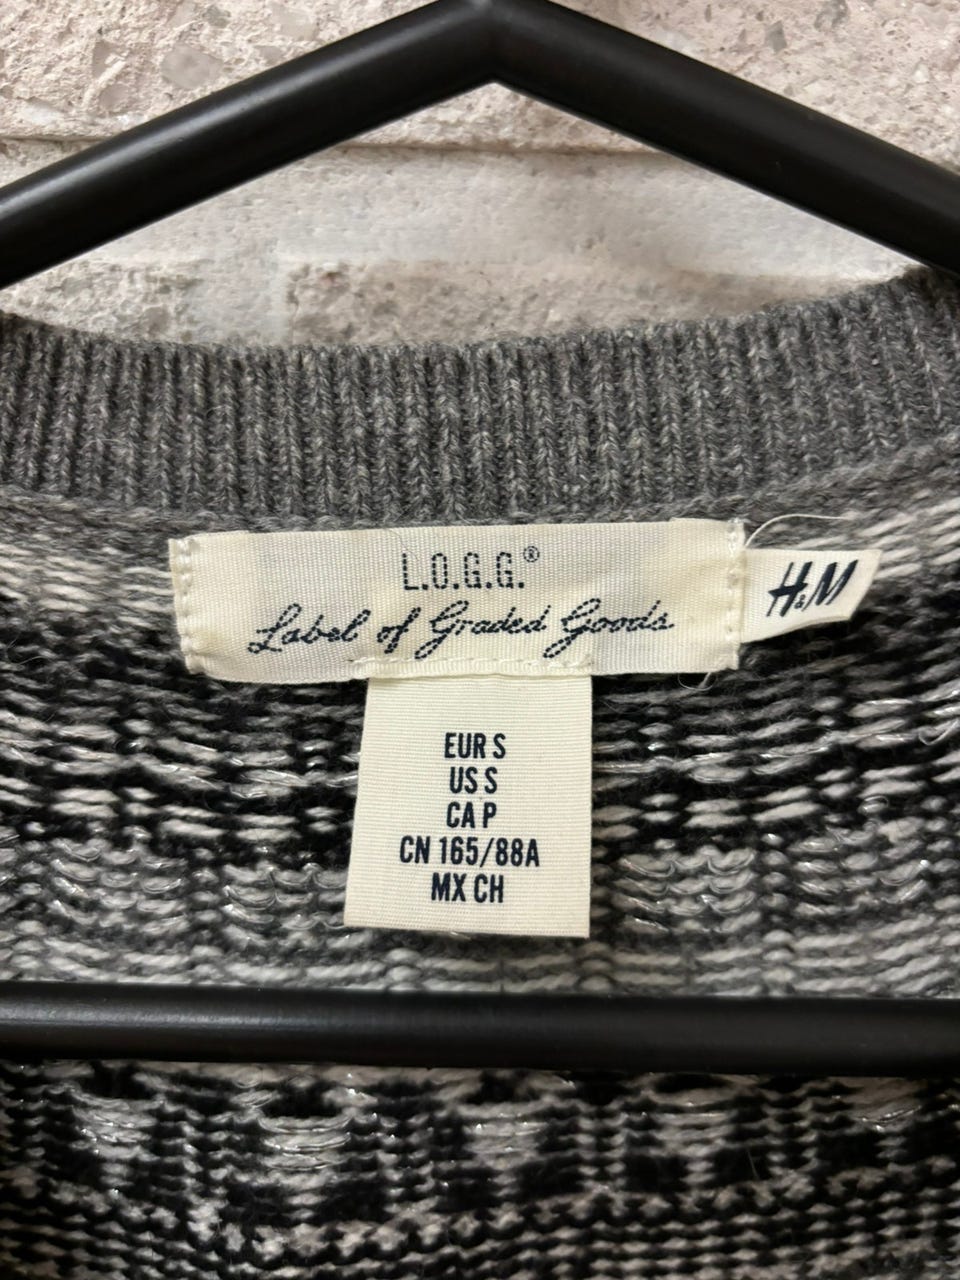 L.O.G.G.®
Label of Graded Goods
H&M
EUR S
US S
CA P
CN 165/88A
MX CH